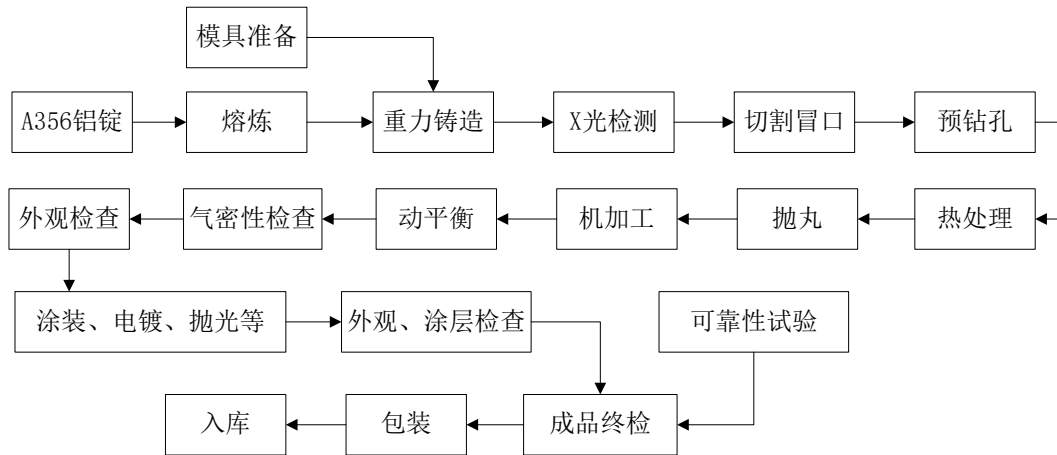 模具准备
A356铝锭
熔炼
重力铸造
X光检测
切割冒口
预钻孔
热处理
抛丸
机加工
动平衡
气密性检查
外观检查
涂装、电镀、抛光等
外观、涂层检查
可靠性试验
成品终检
包装
入库